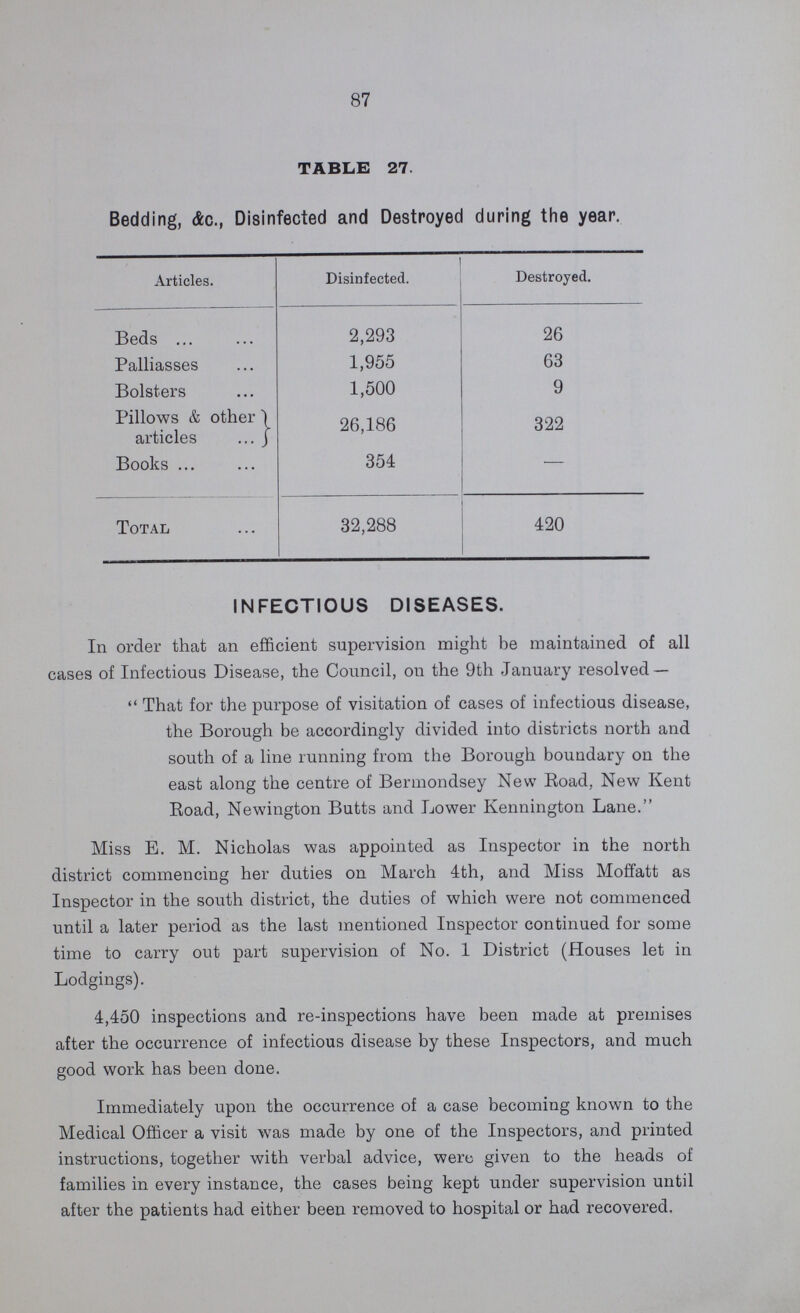 87
TABLE 27.
Bedding, &c., Disinfected and Destroyed during the year.
Articles. Disinfected. Destroyed.
Beds ... ... 2,293 26
Palliasses ... 1,955 63
Bolsters ... 1,500 9
Pillows & other }
articles ... } 26,186 322
Books ... ... 354 —
TOTAL ... 32,288 420
INFECTIOUS DISEASES.
In order that an efficient supervision might be maintained of all
cases of Infectious Disease, the Council, on the 9th January resolved —
“ That for the purpose of visitation of cases of infectious disease,
the Borough be accordingly divided into districts north and
south of a line running from the Borough boundary on the
east along the centre of Bermondsey New Road, New Kent
Road, Newington Butts and Lower Kennington Lane.”
Miss E. M. Nicholas was appointed as Inspector in the north
district commencing her duties on March 4th, and Miss Moffatt as
Inspector in the south district, the duties of which were not commenced
until a later period as the last mentioned Inspector continued for some
time to carry out part supervision of No. 1 District (Houses let in
Lodgings).
4,450 inspections and re-inspections have been made at premises
after the occurrence of infectious disease by these Inspectors, and much
good work has been done.
Immediately upon the occurrence of a case becoming known to the
Medical Officer a visit was made by one of the Inspectors, and printed
instructions, together with verbal advice, were given to the heads of
families in every instance, the cases being kept under supervision until
after the patients had either been removed to hospital or had recovered.